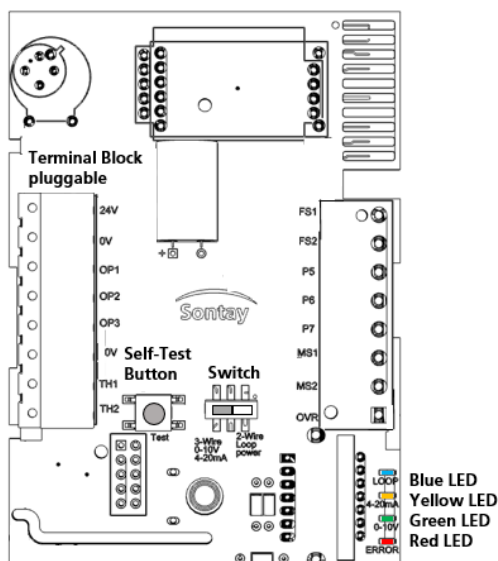 Terminal Block
pluggable
24V
0V
OP1
OP2
OP3
0V
TH1
TH2
FS1
FS2
P5
P6
P7
MS1
MS2
OVR
+
Sontay
Self-Test
Button
Switch
Test
3-Wire
0-10V
4-20mA
2-Wire
Loop
power
LOOP
4-20mA
0-10V
ERROR
Blue LED
Yellow LED
Green LED
Red LED